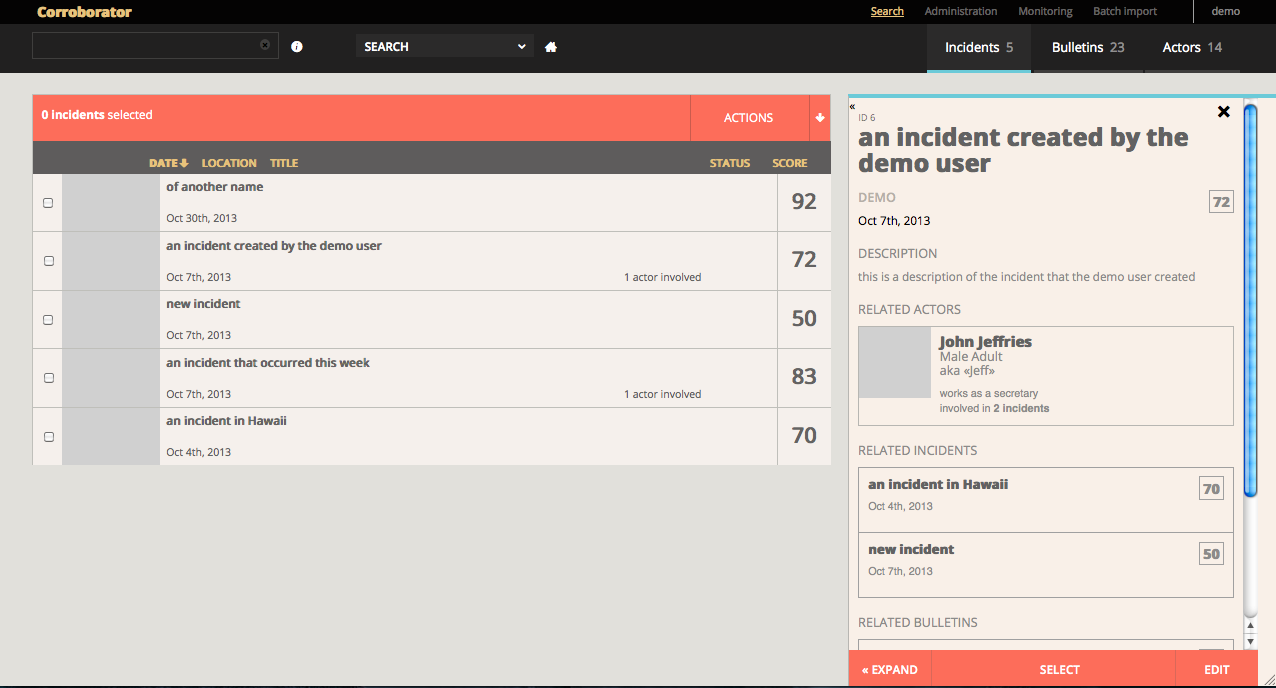 Corroborator
Search Administration Monitoring Batch import demo
SEARCH
Incidents 5 Bulletins 23 Actors 14
0 incidents selected
ACTIONS
DATE LOCATION TITLE STATUS SCORE
of another name
Oct 30th, 2013
92
an incident created by the demo user
Oct 7th, 2013
1 actor involved
72
new incident
Oct 7th, 2013
50
an incident that occurred this week
Oct 7th, 2013
1 actor involved
83
an incident in Hawaii
Oct 4th, 2013
70
«
ID 6
an incident created by the
demo user
DEMO
72
Oct 7th, 2013
DESCRIPTION
this is a description of the incident that the demo user created
RELATED ACTORS
John Jeffries
Male Adult
aka «Jeff»
works as a secretary
involved in 2 incidents
RELATED INCIDENTS
an incident in Hawaii
70
Oct 4th, 2013
new incident
50
Oct 7th, 2013
RELATED BULLETINS
« EXPAND SELECT EDIT